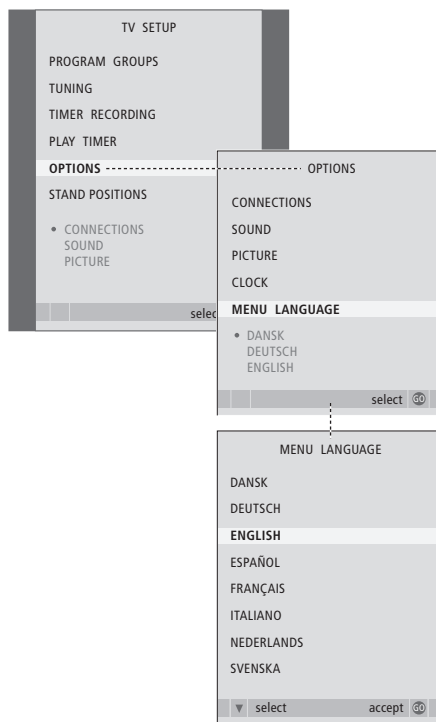 TV SETUP
PROGRAM GROUPS
TUNING
TIMER RECORDING
PLAY TIMER
OPTIONS
STAND POSITIONS
• CONNECTIONS
SOUND
PICTURE
selec
OPTIONS
CONNECTIONS
SOUND
PICTURE
CLOCK
MENU LANGUAGE
• DANSK
DEUTSCH
ENGLISH
select GO
MENU LANGUAGE
DANSK
DEUTSCH
ENGLISH
ESPAÑOL
FRANÇAIS
ITALIANO
NEDERLANDS
SVENSKA
select accept GO